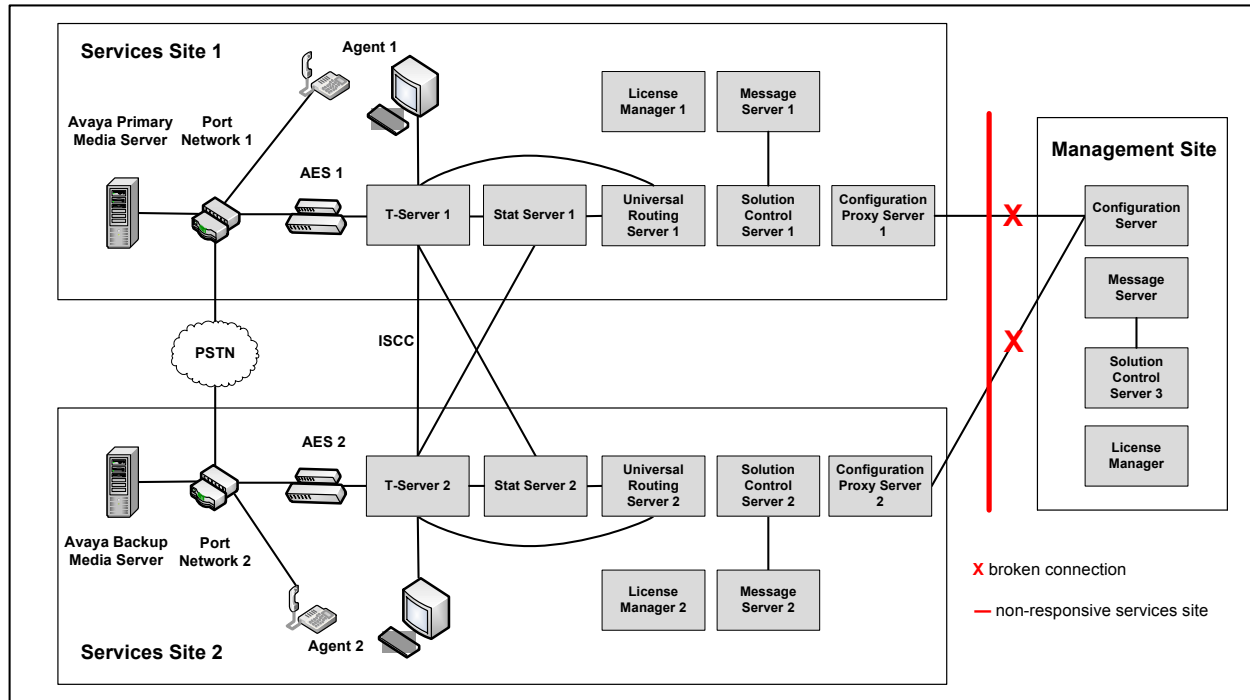 Services Site 1
Agent 1
Avaya Primary
Media Server
Port
Network 1
AES 1
License
Manager 1
Message
Server 1
T-Server 1
Stat Server 1
Universal
Routing
Server 1
Solution
Control
Server 1
Configuration
Proxy Server
1
X
Management Site
Configuration
Server
Message
Server
Solution
Control
Server 3
License
Manager
X
PSTN
ISCC
AES 2
Avaya Backup
Media Server
Port
Network 2
T-Server 2
Stat Server 2
Universal
Routing
Server 2
Solution
Control
Server 2
Configuration
Proxy Server
2
License
Manager 2
Message
Server 2
Agent 2
Services Site 2
X broken connection
non-responsive services site